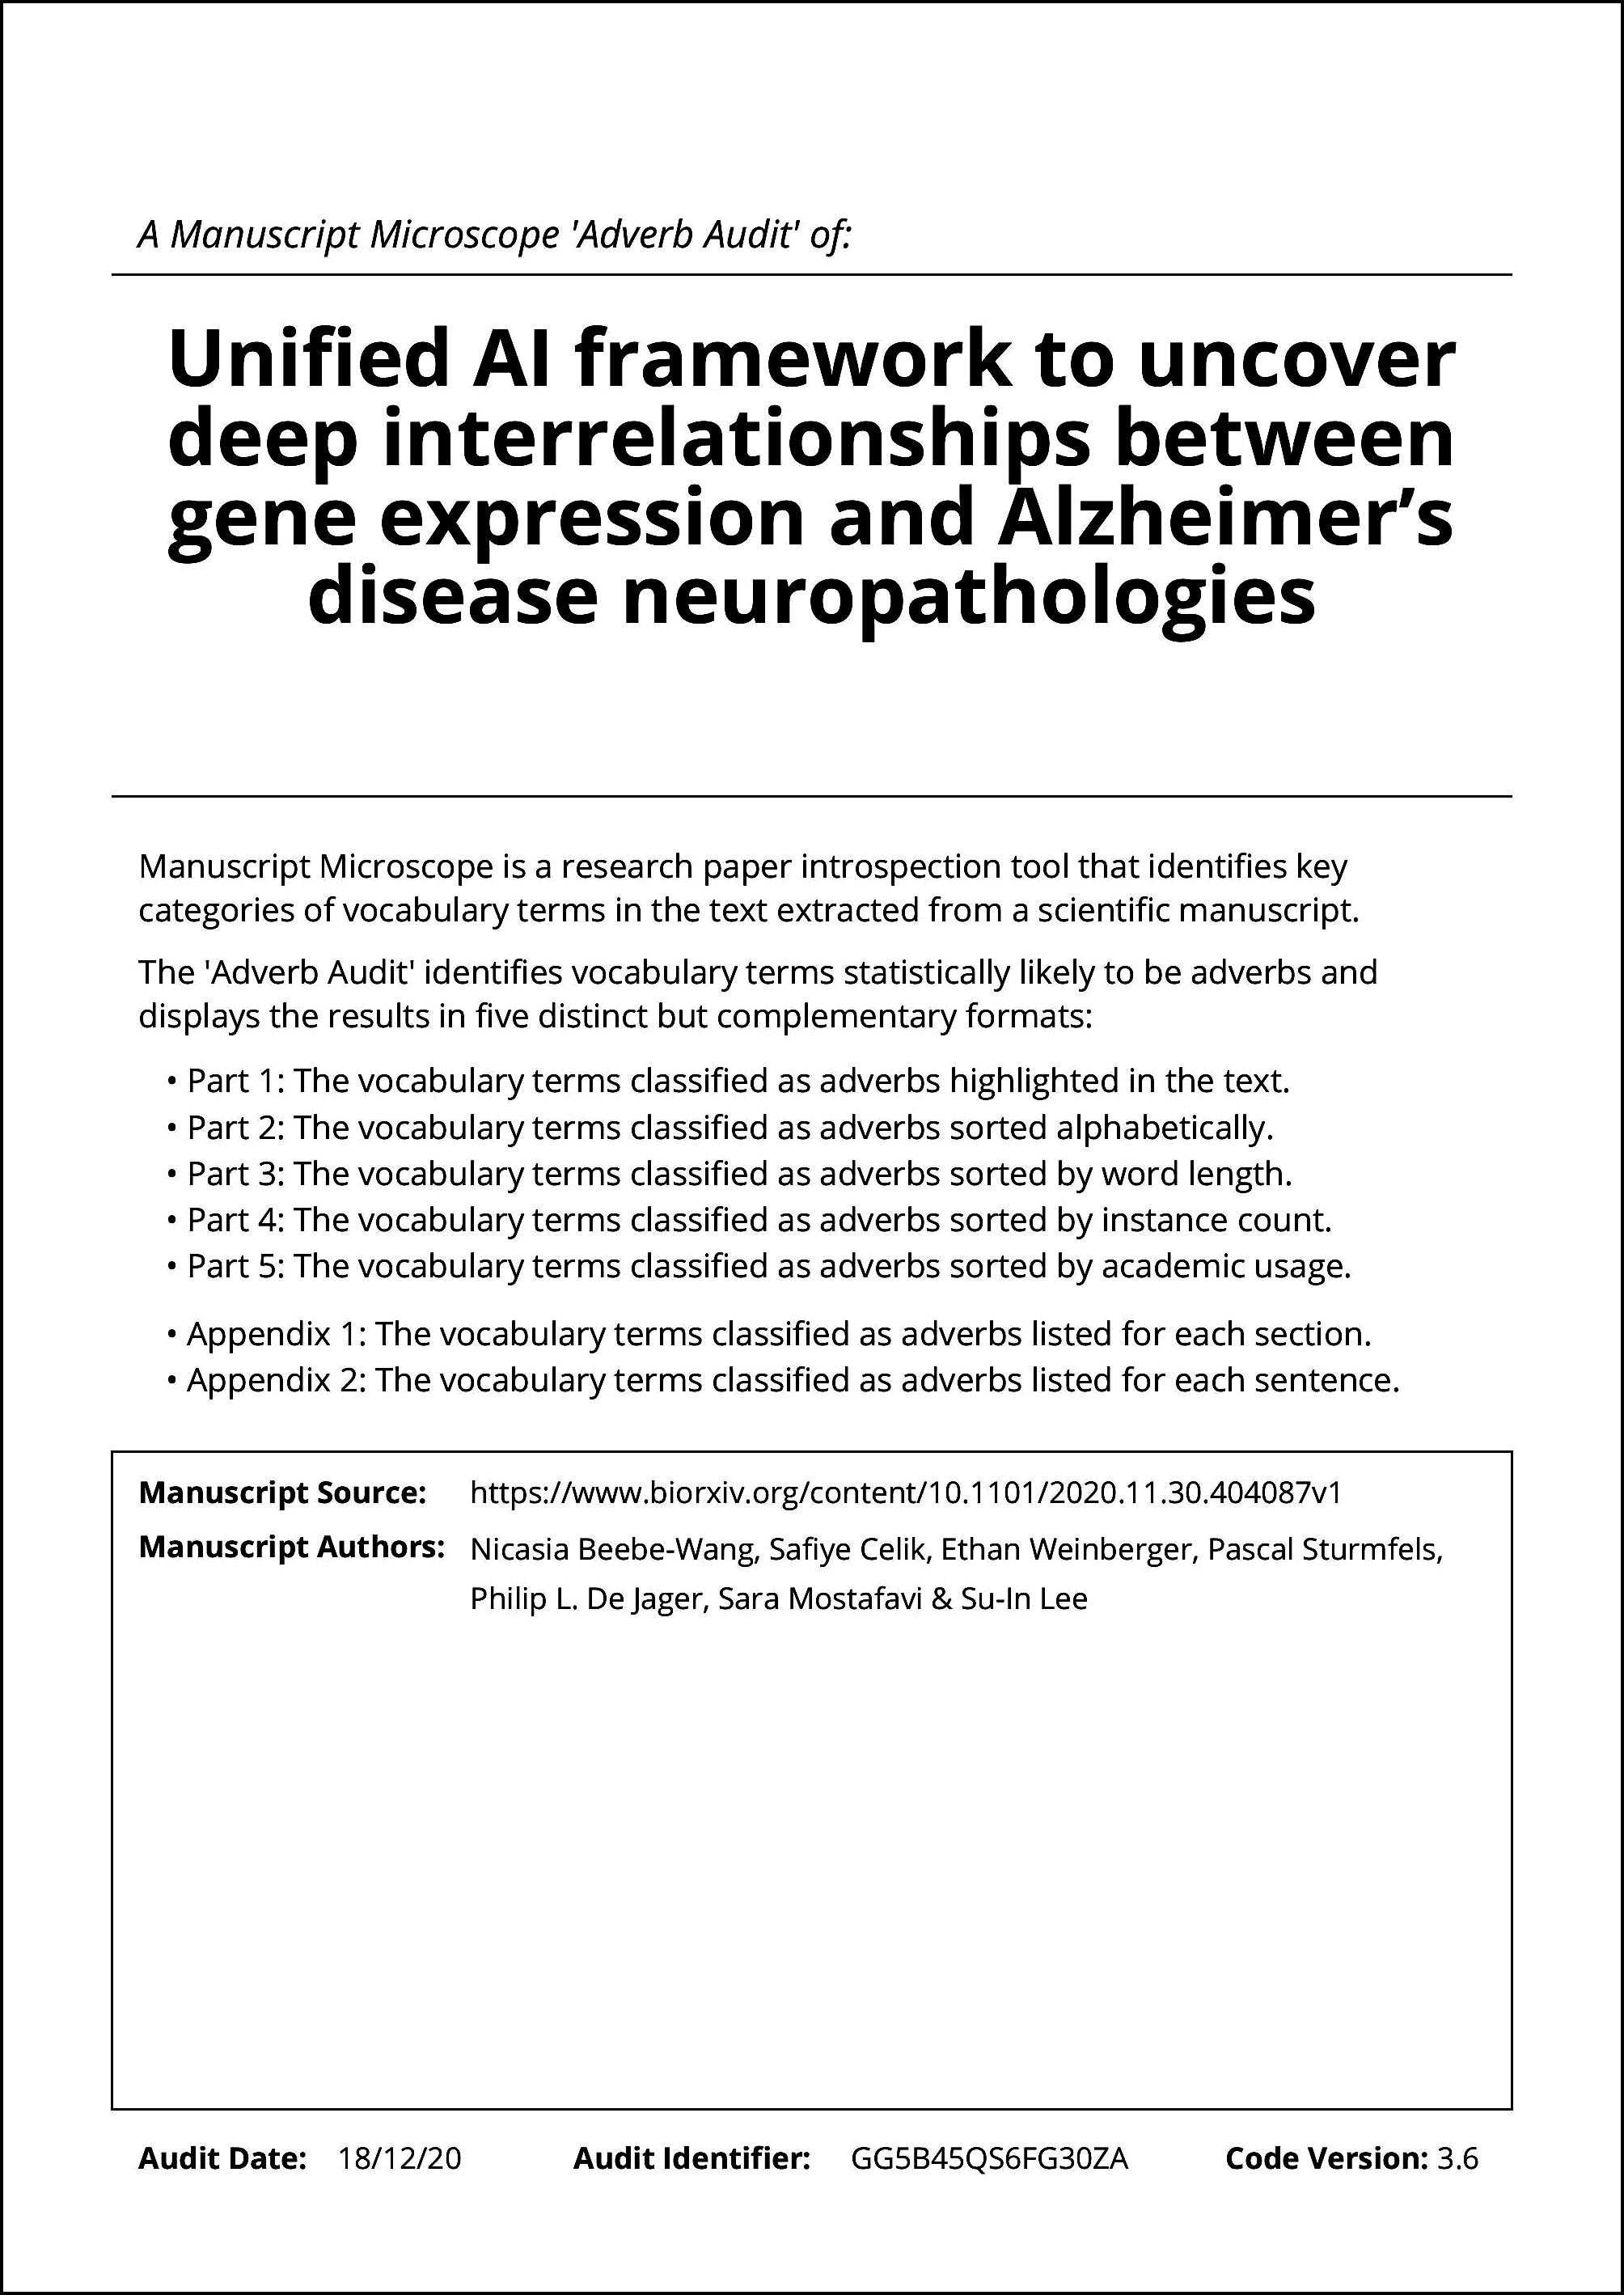 A Manuscript Microscope 'Adverb Audit' of:
Unified AI framework to uncover
deep interrelationships between
gene expression and Alzheimer’s
disease neuropathologies
Manuscript Microscope is a research paper introspection tool that identifies key
categories of vocabulary terms in the text extracted from a scientific manuscript.
The 'Adverb Audit' identifies vocabulary terms statistically likely to be adverbs and
displays the results in five distinct but complementary formats:
• Part 1: The vocabulary terms classified as adverbs highlighted in the text.
• Part 2: The vocabulary terms classified as adverbs sorted alphabetically.
• Part 3: The vocabulary terms classified as adverbs sorted by word length.
• Part 4: The vocabulary terms classified as adverbs sorted by instance count.
• Part 5: The vocabulary terms classified as adverbs sorted by academic usage.
• Appendix 1: The vocabulary terms classified as adverbs listed for each section.
• Appendix 2: The vocabulary terms classified as adverbs listed for each sentence.
Manuscript Source: https://www.biorxiv.org/content/10.1101/2020.11.30.404087v1
Manuscript Authors: Nicasia Beebe-Wang, Safiye Celik, Ethan Weinberger, Pascal Sturmfels,
Philip L. De Jager, Sara Mostafavi & Su-In Lee
Audit Date: 18/12/20 Audit Identifier: GG5B45QS6FG30ZA Code Version: 3.6